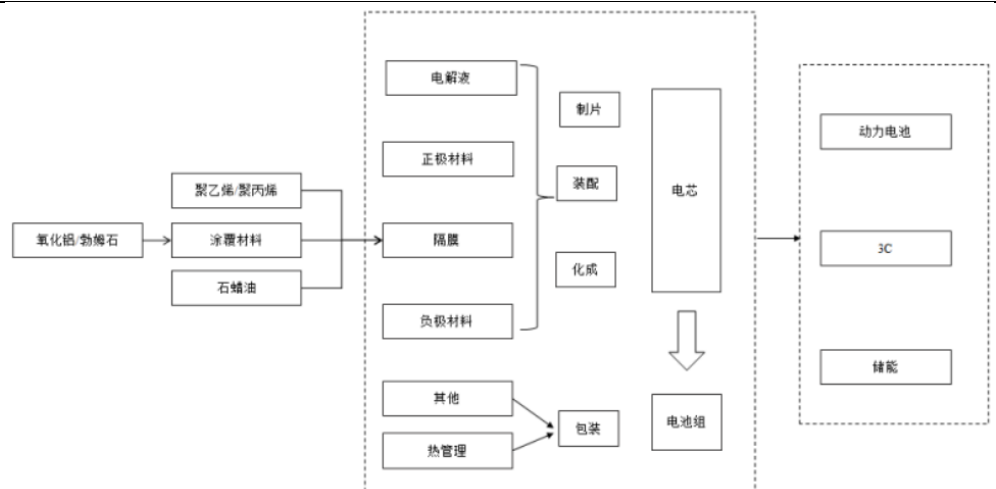 氧化铝/勃姆石
聚乙烯/聚丙烯
涂覆材料
石蜡油
电解液
正极材料
隔膜
负极材料
其他
热管理
制片
装配
化成
包装
电芯
电池组
动力电池
3C
储能